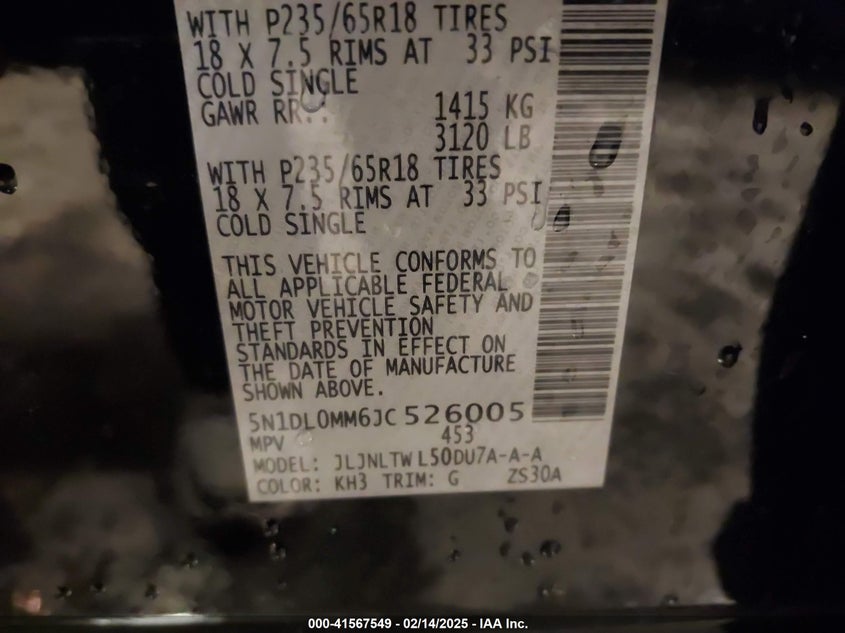 WITH P235/65R18 TIRES
18 X 7.5 RIMS AT 33 PSI
COLD SINGLE
GAWR RR.: 1415 KG
3120 LB
WITH P235/65R18 TIRES
18 X 7.5 RIMS AT 33 PSI
COLD SINGLE
THIS VEHICLE CONFORMS TO
ALL APPLICABLE FEDERAL
MOTOR VEHICLE SAFETY AND
THEFT PREVENTION
STANDARDS IN EFFECT ON
THE DATE OF MANUFACTURE
SHOWN ABOVE.
5N1DL0MM6JC526005
MPV 453
MODEL: JLJNLTWL50DU7A-A-A
COLOR: KH3 TRIM: G ZS30A
000-41567549 - 02/14/2025 - IAA Inc.